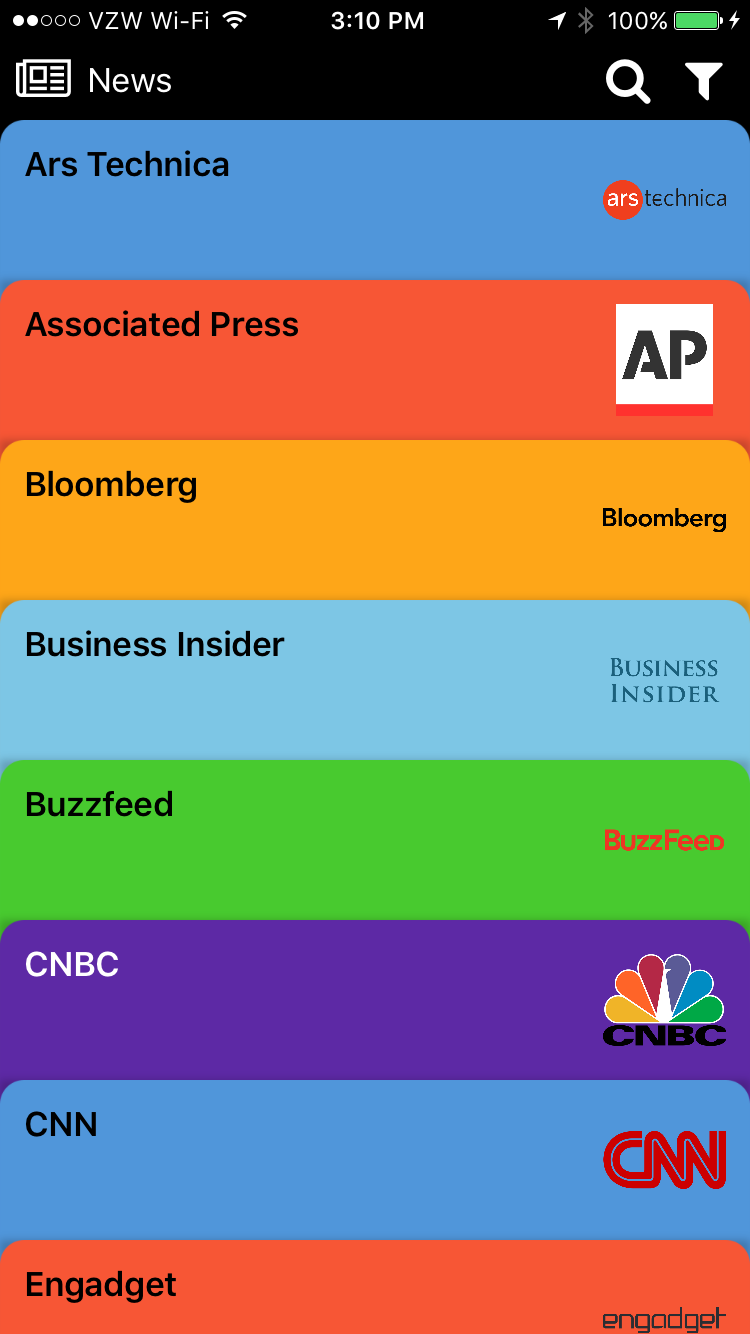 VZW Wi-Fi 3:10 PM 100%
News
Ars Technica
ars technica
Associated Press
AP
Bloomberg
Bloomberg
Business Insider
BUSINESS
INSIDER
Buzzfeed
BuzzFeed
CNBC
CNBC
CNN
CNN
Engadget
engadget